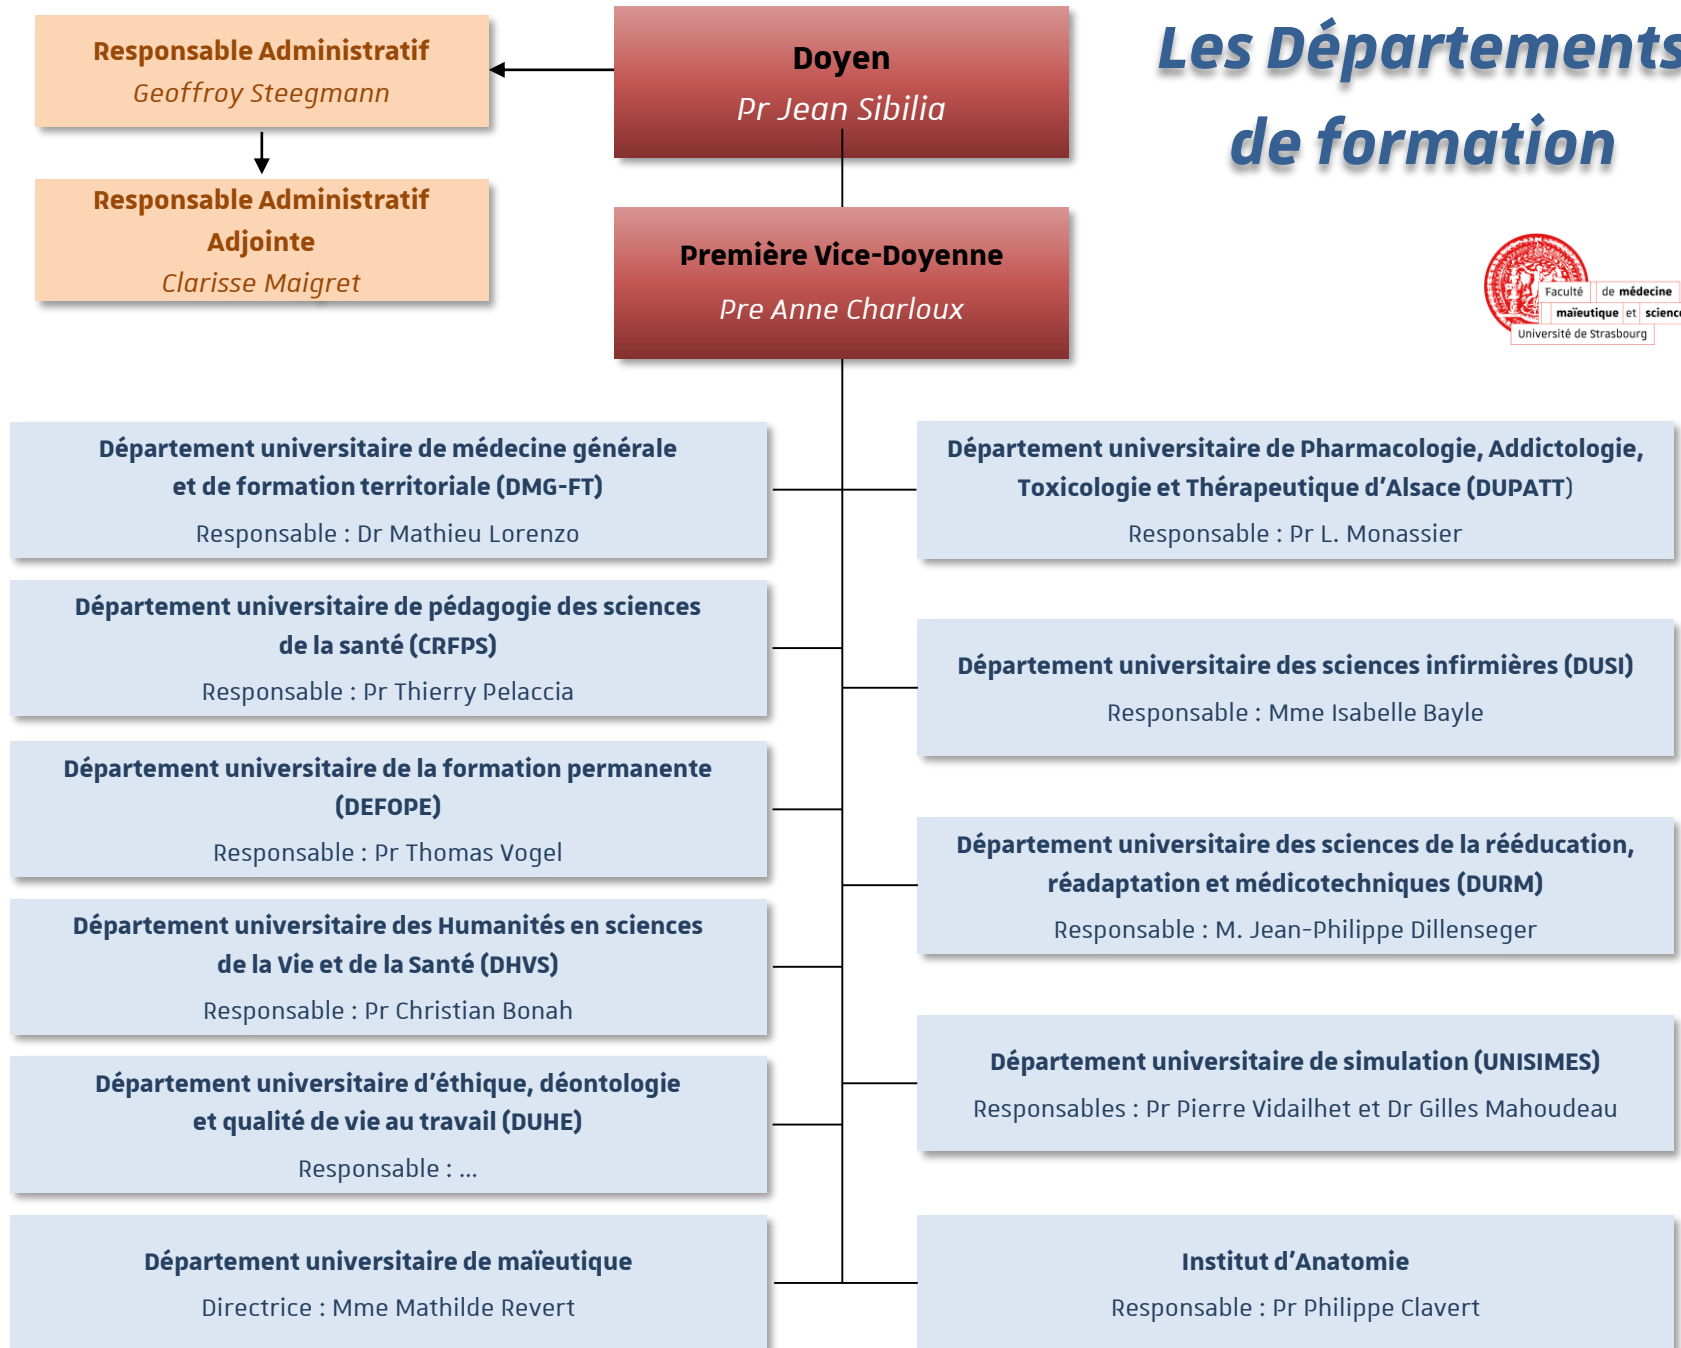 Responsable Administratif
Geoffroy Steegmann
Doyen
Pr Jean Sibilia
Les Départements
de formation
Responsable Administratif
Adjointe
Clarisse Maigret
Première Vice-Doyenne
Pre Anne Charloux
Faculté de médecine
maïeutique et science
Université de Strasbourg
Département universitaire de médecine générale
et de formation territoriale (DMG-FT)
Responsable : Dr Mathieu Lorenzo
Département universitaire de pédagogie des sciences
de la santé (CRFPS)
Responsable : Pr Thierry Pelaccia
Département universitaire de la formation permanente
(DEFOPE)
Responsable : Pr Thomas Vogel
Département universitaire des Humanités en sciences
de la Vie et de la Santé (DHVS)
Responsable : Pr Christian Bonah
Département universitaire d'éthique, déontologie
et qualité de vie au travail (DUHE)
Responsable : ...
Département universitaire de maïeutique
Directrice : Mme Mathilde Revert
Département universitaire de Pharmacologie, Addictologie,
Toxicologie et Thérapeutique d'Alsace (DUPATT)
Responsable : Pr L. Monassier
Département universitaire des sciences infirmières (DUSI)
Responsable : Mme Isabelle Bayle
Département universitaire des sciences de la rééducation,
réadaptation et médicotechniques (DURM)
Responsable : M. Jean-Philippe Dillenseger
Département universitaire de simulation (UNISIMES)
Responsables : Pr Pierre Vidailhet et Dr Gilles Mahoudeau
Institut d'Anatomie
Responsable : Pr Philippe Clavert